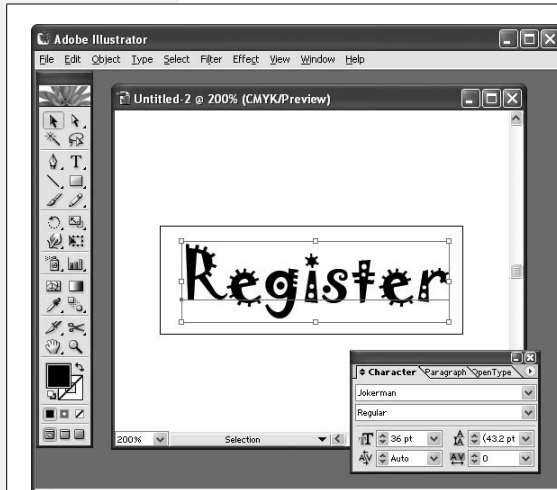 Adobe Illustrator
File Edit Object Type Select Filter Effect View Window Help
Untitled-2 @ 200% (CMYK/Preview)
Register
Character Paragraph OpenType
Jokerman
Regular
36 pt (43.2 pt
Auto 0
200% Selection